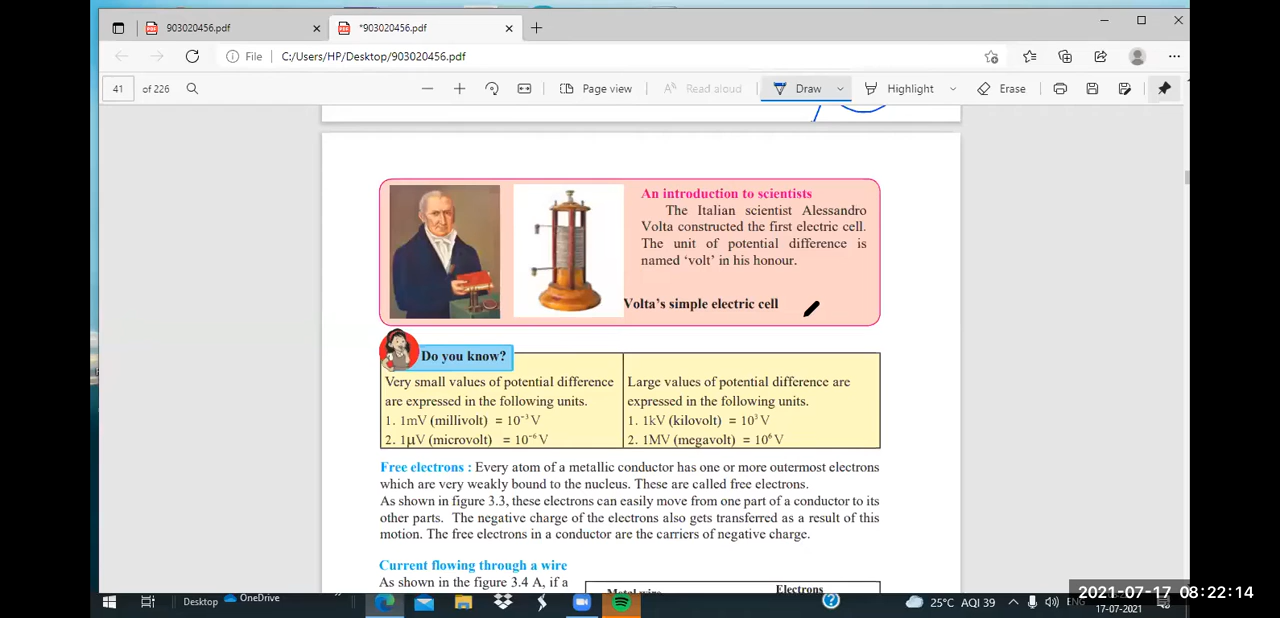 903020456.pdf
*903020456.pdf
File
C:/Users/HP/Desktop/903020456.pdf
41 of 226
Page view
Read aloud
Draw
Highlight
Erase
An introduction to scientists
The Italian scientist Alessandro
Volta constructed the first electric cell.
The unit of potential difference is
named ‘volt’ in his honour.
Volta’s simple electric cell
Do you know?
Very small values of potential difference
are expressed in the following units.
1. 1mV (millivolt) = 10⁻³ V
2. 1µV (microvolt) = 10⁻⁶ V
Large values of potential difference are
expressed in the following units.
1. 1kV (kilovolt) = 10³ V
2. 1MV (megavolt) = 10⁶ V
Free electrons : Every atom of a metallic conductor has one or more outermost electrons
which are very weakly bound to the nucleus. These are called free electrons.
As shown in figure 3.3, these electrons can easily move from one part of a conductor to its
other parts. The negative charge of the electrons also gets transferred as a result of this
motion. The free electrons in a conductor are the carriers of negative charge.
Current flowing through a wire
As shown in the figure 3.4 A, if a
Metal wire
Electrons
Desktop
OneDrive
25°C AQI 39
ENG
2021-07-17 08:22:14
17-07-2021